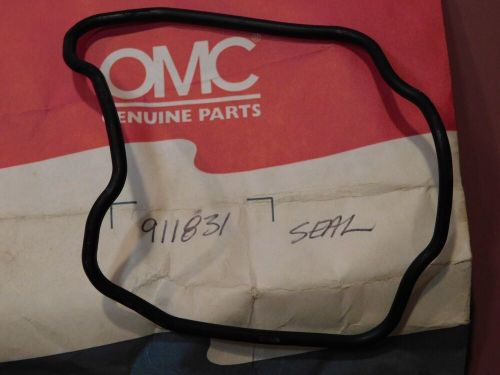 OMC
GENUINE PARTS
911831 SEAL